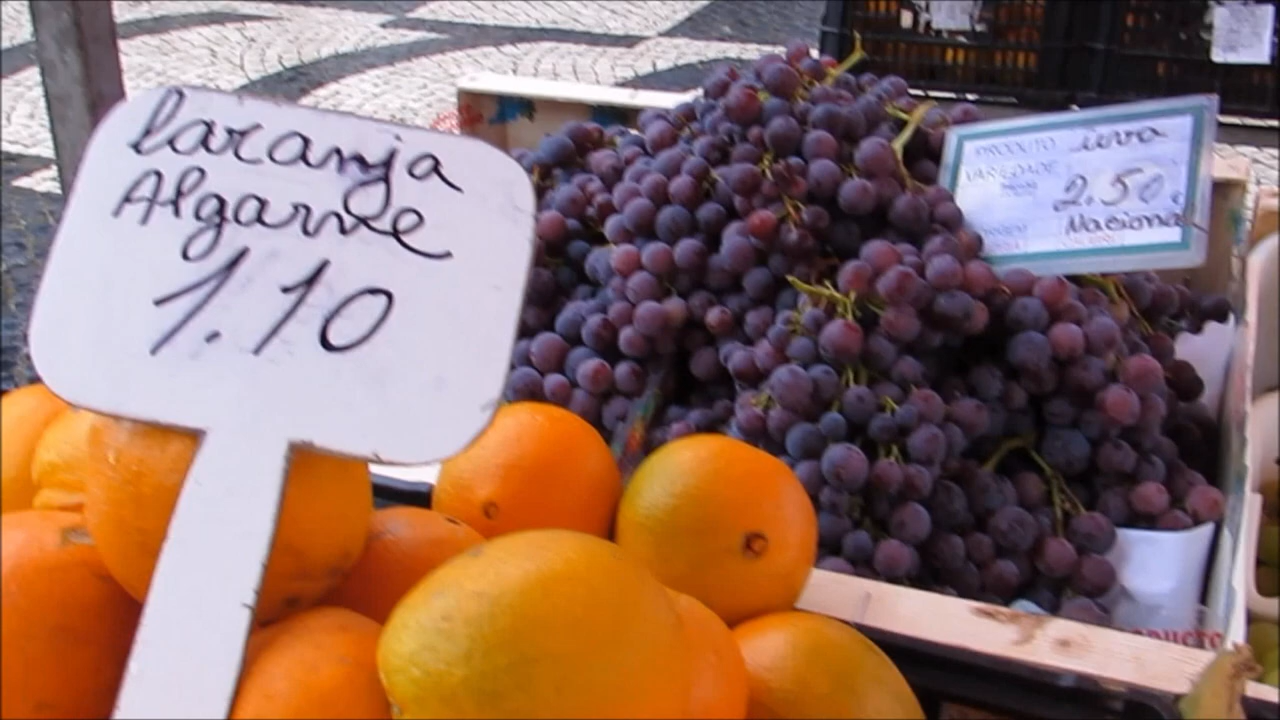 laranja
Algarve
1.10
PRODUTO uva
VARIEDADE
2.50 €
Nacional